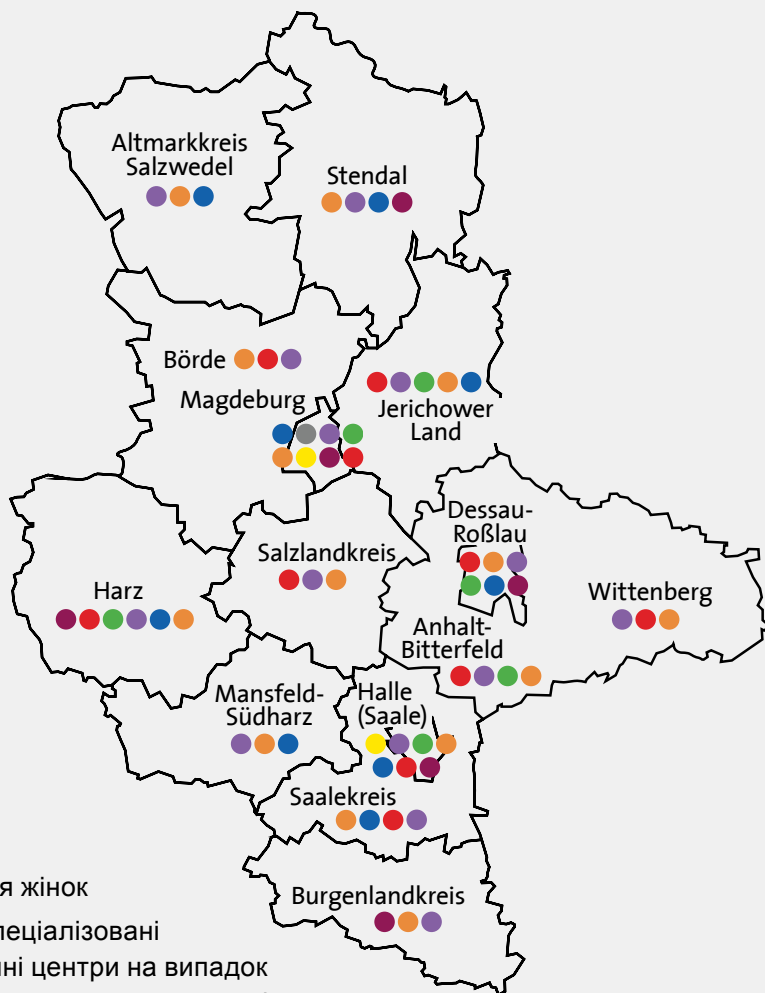 Altmarkkreis
Salzwedel
Stendal
Börde
Magdeburg
Jerichower
Land
Dessau-
Roßlau
Salzlandkreis
Harz
Wittenberg
Anhalt-
Bitterfeld
Mansfeld-
Südharz
Halle
(Saale)
Saalekreis
Burgenlandkreis
я жінок
пеціалізовані
ні центри на випадок